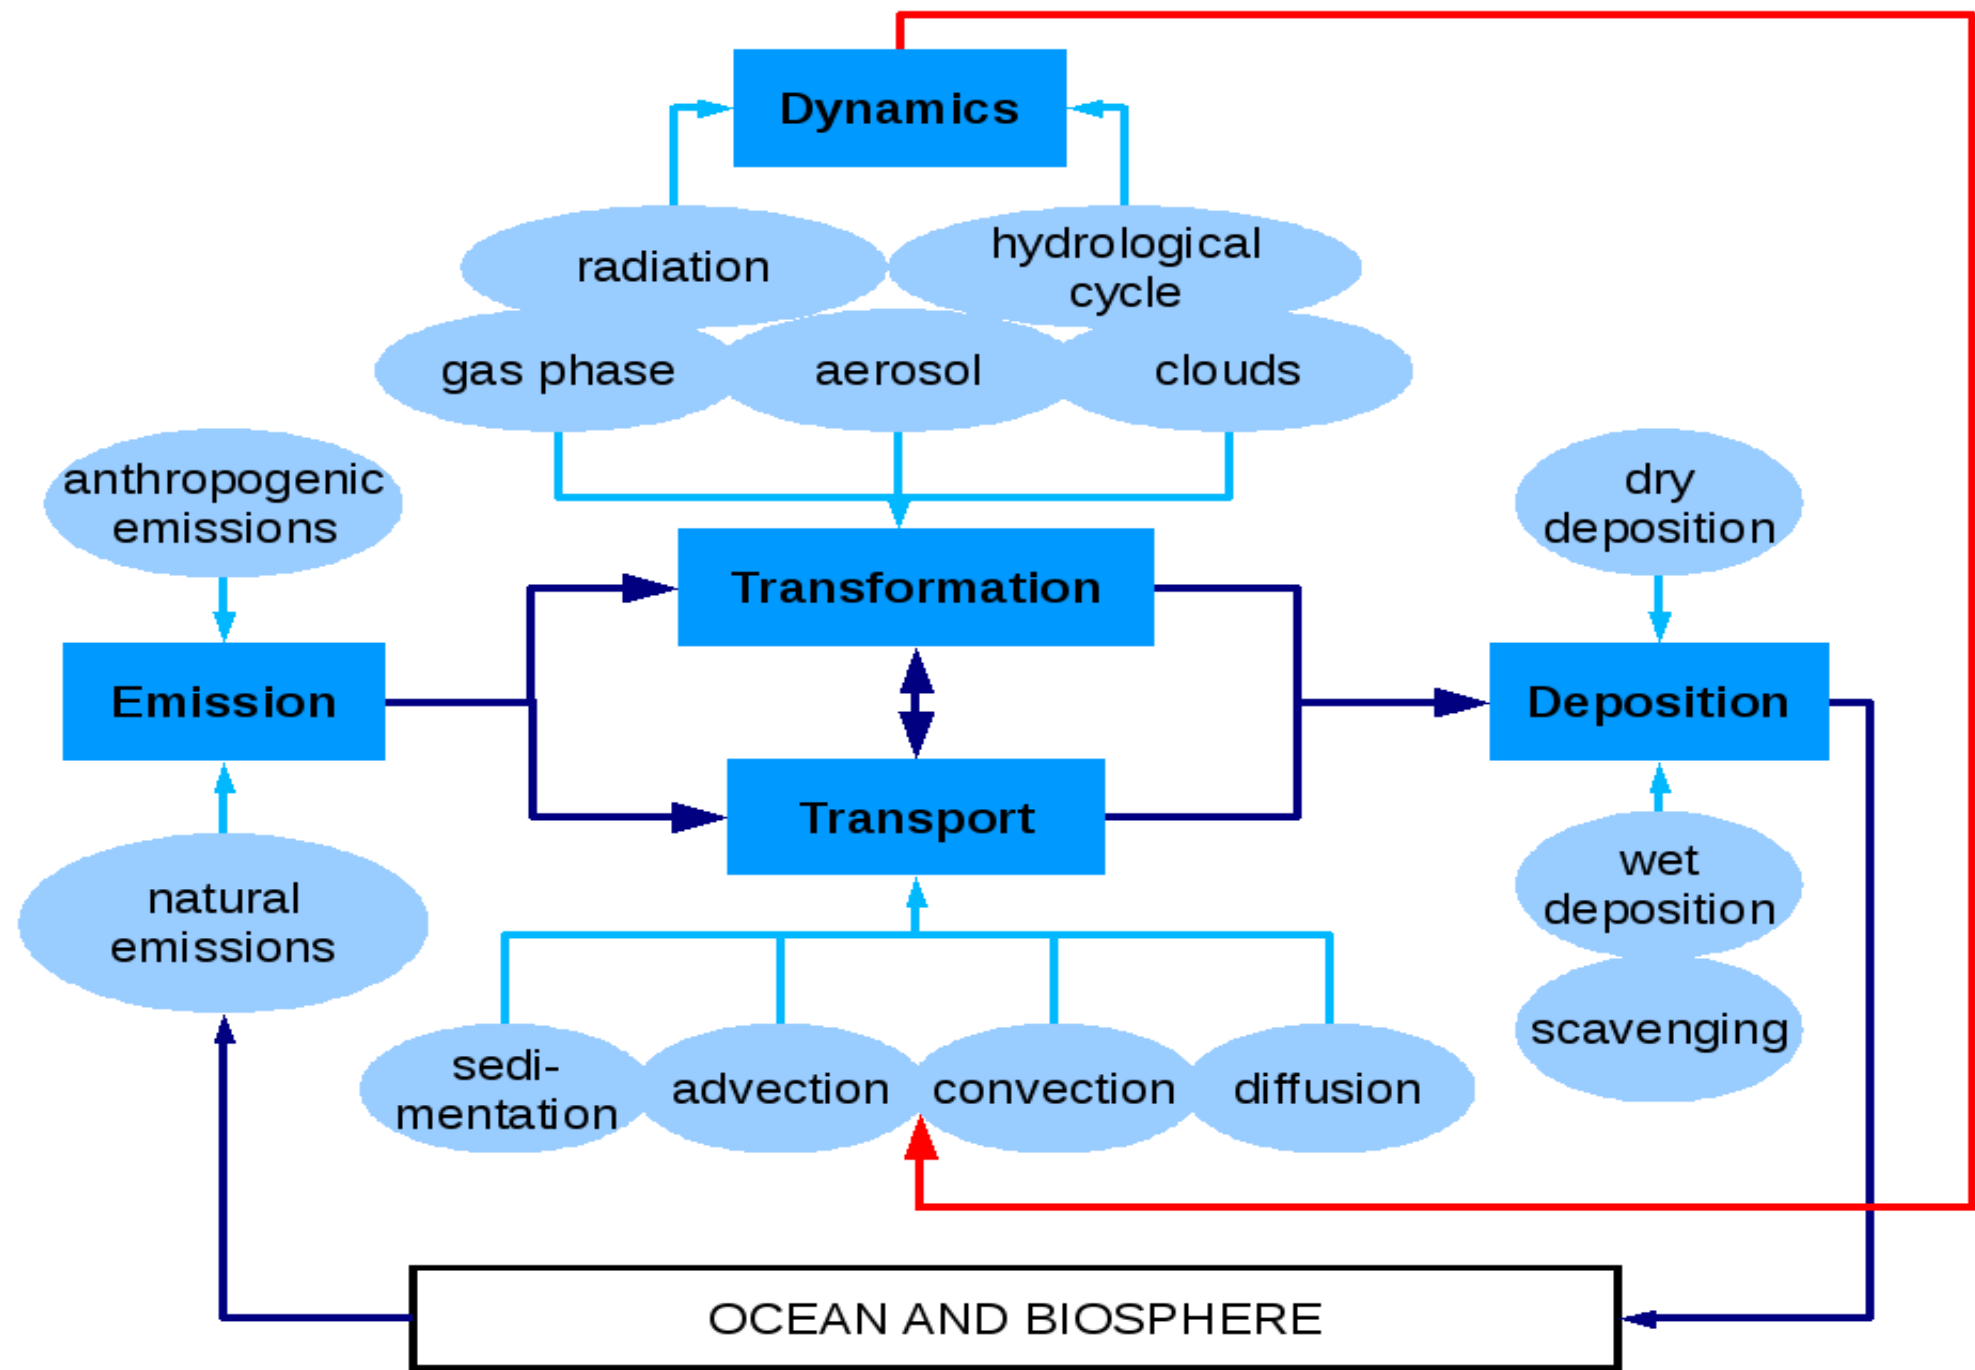 Dynamics
radiation
hydrological
cycle
gas phase
aerosol
clouds
anthropogenic
emissions
dry
deposition
Transformation
Emission
Deposition
Transport
natural
emissions
wet
deposition
scavenging
sedi-
mentation
advection
convection
diffusion
OCEAN AND BIOSPHERE